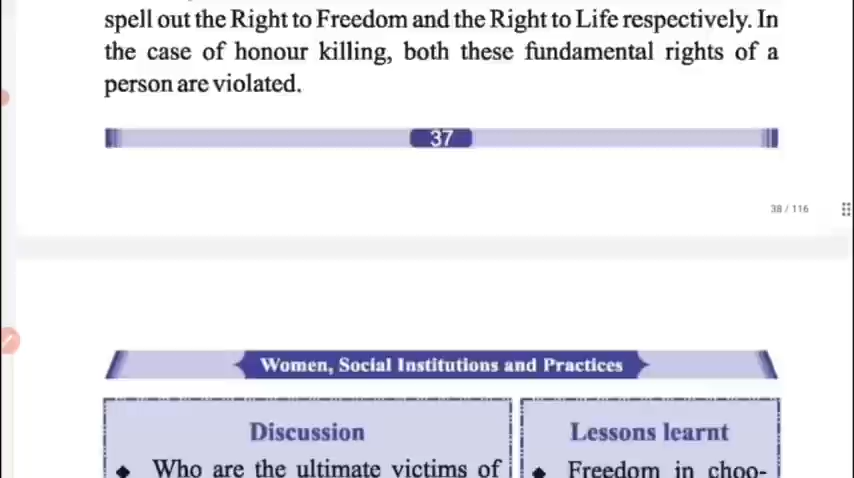 spell out the Right to Freedom and the Right to Life respectively. In
the case of honour killing, both these fundamental rights of a
person are violated.
37
38 / 116
Women, Social Institutions and Practices
Discussion
◆ Who are the ultimate victims of
Lessons learnt
◆ Freedom in choo-